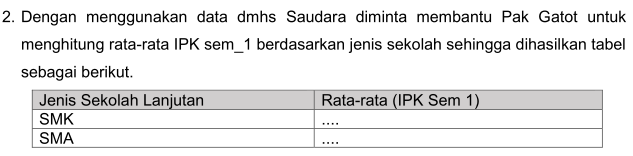 2. Dengan menggunakan data dmhs Saudara diminta membantu Pak Gatot untuk
menghitung rata-rata IPK sem_1 berdasarkan jenis sekolah sehingga dihasilkan tabel
sebagai berikut.
Jenis Sekolah Lanjutan Rata-rata (IPK Sem 1)
SMK ....
SMA ....